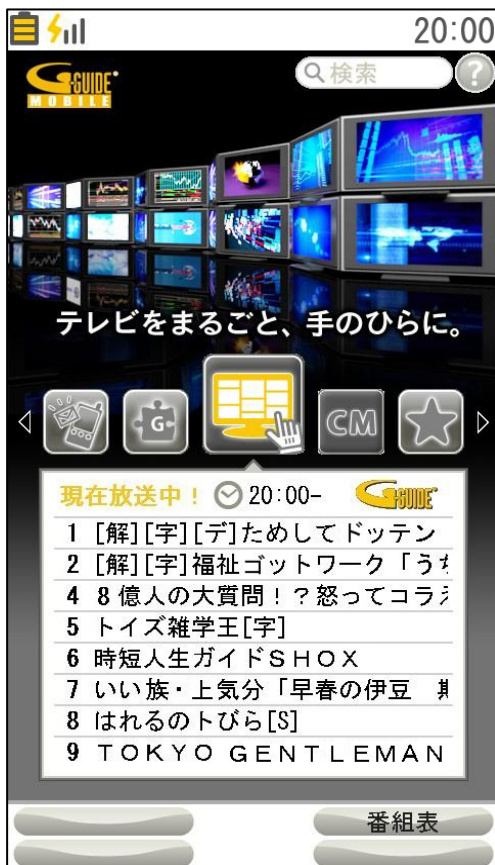 20:00
G-GUIDE
MOBILE
検索
?
テレビをまるごと、手のひらに。
G
CM
現在放送中！ 20:00- G-GUIDE
1 [解][字][デ]ためしてドッテン
2 [解][字]福祉ゴットワーク「うち
4 8億人の大質問！？怒ってコラえ
5 トイズ雑学王[字]
6 時短人生ガイドSHOX
7 いい族・上気分「早春の伊豆 期
8 はれるのトびら[S]
9 TOKYO GENTLEMAN
番組表